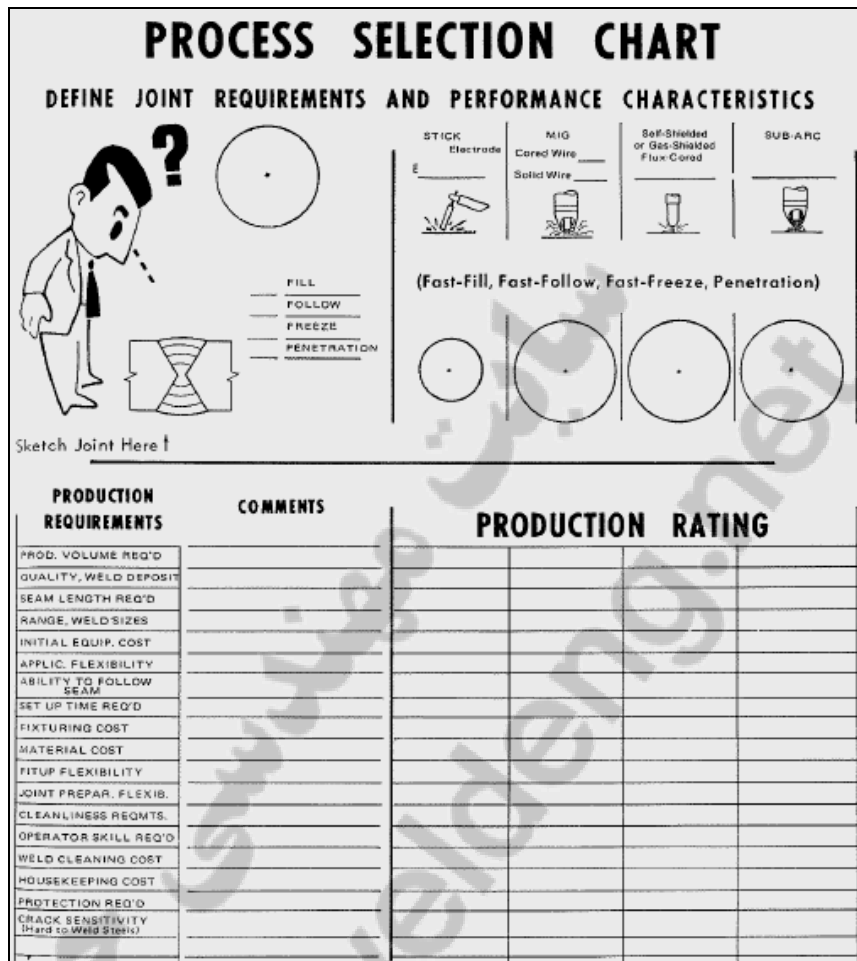 PROCESS SELECTION CHART
DEFINE JOINT REQUIREMENTS AND PERFORMANCE CHARACTERISTICS
?
STICK
Electrode
E
MIG
Cored Wire
Solid Wire
Self-Shielded
or Gas-Shielded
Flux-Cored
SUB-ARC
FILL
FOLLOW
FREEZE
PENETRATION
(Fast-Fill, Fast-Follow, Fast-Freeze, Penetration)
Sketch Joint Here
PRODUCTION
REQUIREMENTS
COMMENTS
PRODUCTION RATING
PROD. VOLUME REQ'D
QUALITY, WELD DEPOSIT
SEAM LENGTH REQ'D
RANGE, WELD SIZES
INITIAL EQUIP. COST
APPLIC. FLEXIBILITY
ABILITY TO FOLLOW
SEAM
SET UP TIME REQ'D
FIXTURING COST
MATERIAL COST
FITUP FLEXIBILITY
JOINT PREPAR. FLEXIB.
CLEANLINESS REQMTS.
OPERATOR SKILL REQ'D
WELD CLEANING COST
HOUSEKEEPING COST
PROTECTION REQ'D
CRACK SENSITIVITY
(Hard to Weld Steels)
سایت مهندسی
weldeng.net